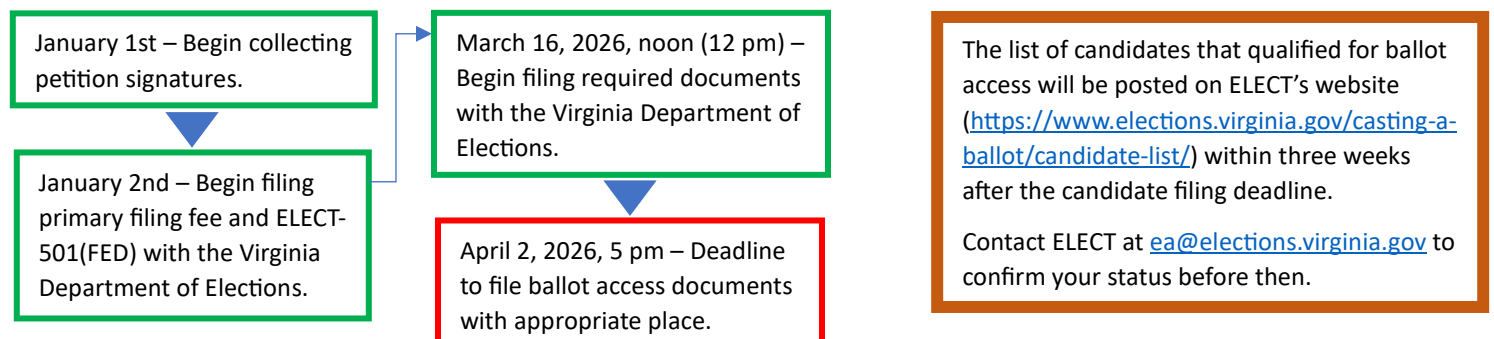 January 1st – Begin collecting
petition signatures.
January 2nd – Begin filing
primary filing fee and ELECT-
501(FED) with the Virginia
Department of Elections.
March 16, 2026, noon (12 pm) –
Begin filing required documents
with the Virginia Department of
Elections.
April 2, 2026, 5 pm – Deadline
to file ballot access documents
with appropriate place.
The list of candidates that qualified for ballot
access will be posted on ELECT’s website
(https://www.elections.virginia.gov/casting-a-
ballot/candidate-list/) within three weeks
after the candidate filing deadline.
Contact ELECT at ea@elections.virginia.gov to
confirm your status before then.